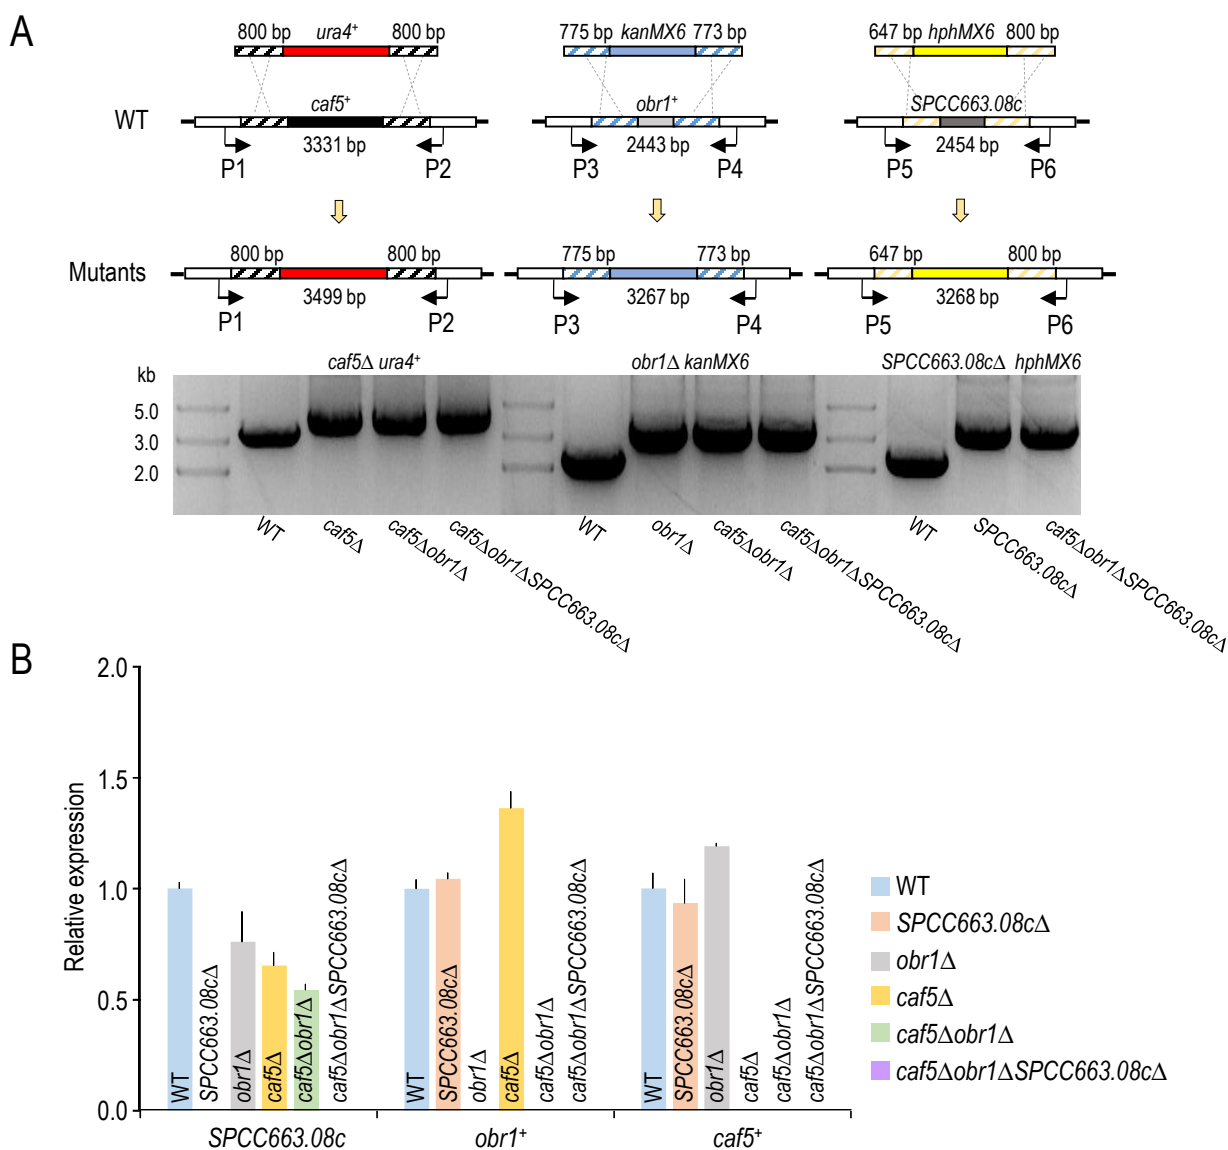 A
800 bp ura4+ 800 bp
775 bp kanMX6 773 bp
647 bp hphMX6 800 bp
WT
caf5+
obr1+
SPCC663.08c
3331 bp
2443 bp
2454 bp
P1 P2
P3 P4
P5 P6
Mutants
800 bp 800 bp
775 bp 773 bp
647 bp 800 bp
3499 bp
3267 bp
3268 bp
P1 P2
P3 P4
P5 P6
kb
caf5Δ ura4+
obr1Δ kanMX6
SPCC663.08cΔ hphMX6
5.0
3.0
2.0
WT
caf5Δ
caf5Δobr1Δ
caf5Δobr1ΔSPCC663.08cΔ
WT
obr1Δ
caf5Δobr1Δ
caf5Δobr1ΔSPCC663.08cΔ
WT
SPCC663.08cΔ
caf5Δobr1ΔSPCC663.08cΔ
B
Relative expression
2.0
1.5
1.0
0.5
0.0
WT
SPCC663.08cΔ
obr1Δ
caf5Δ
caf5Δobr1Δ
caf5Δobr1ΔSPCC663.08cΔ
WT
SPCC663.08cΔ
obr1Δ
caf5Δ
caf5Δobr1Δ
caf5Δobr1ΔSPCC663.08cΔ
WT
SPCC663.08cΔ
obr1Δ
caf5Δ
caf5Δobr1Δ
caf5Δobr1ΔSPCC663.08cΔ
SPCC663.08c
obr1+
caf5+
WT
SPCC663.08cΔ
obr1Δ
caf5Δ
caf5Δobr1Δ
caf5Δobr1ΔSPCC663.08cΔ